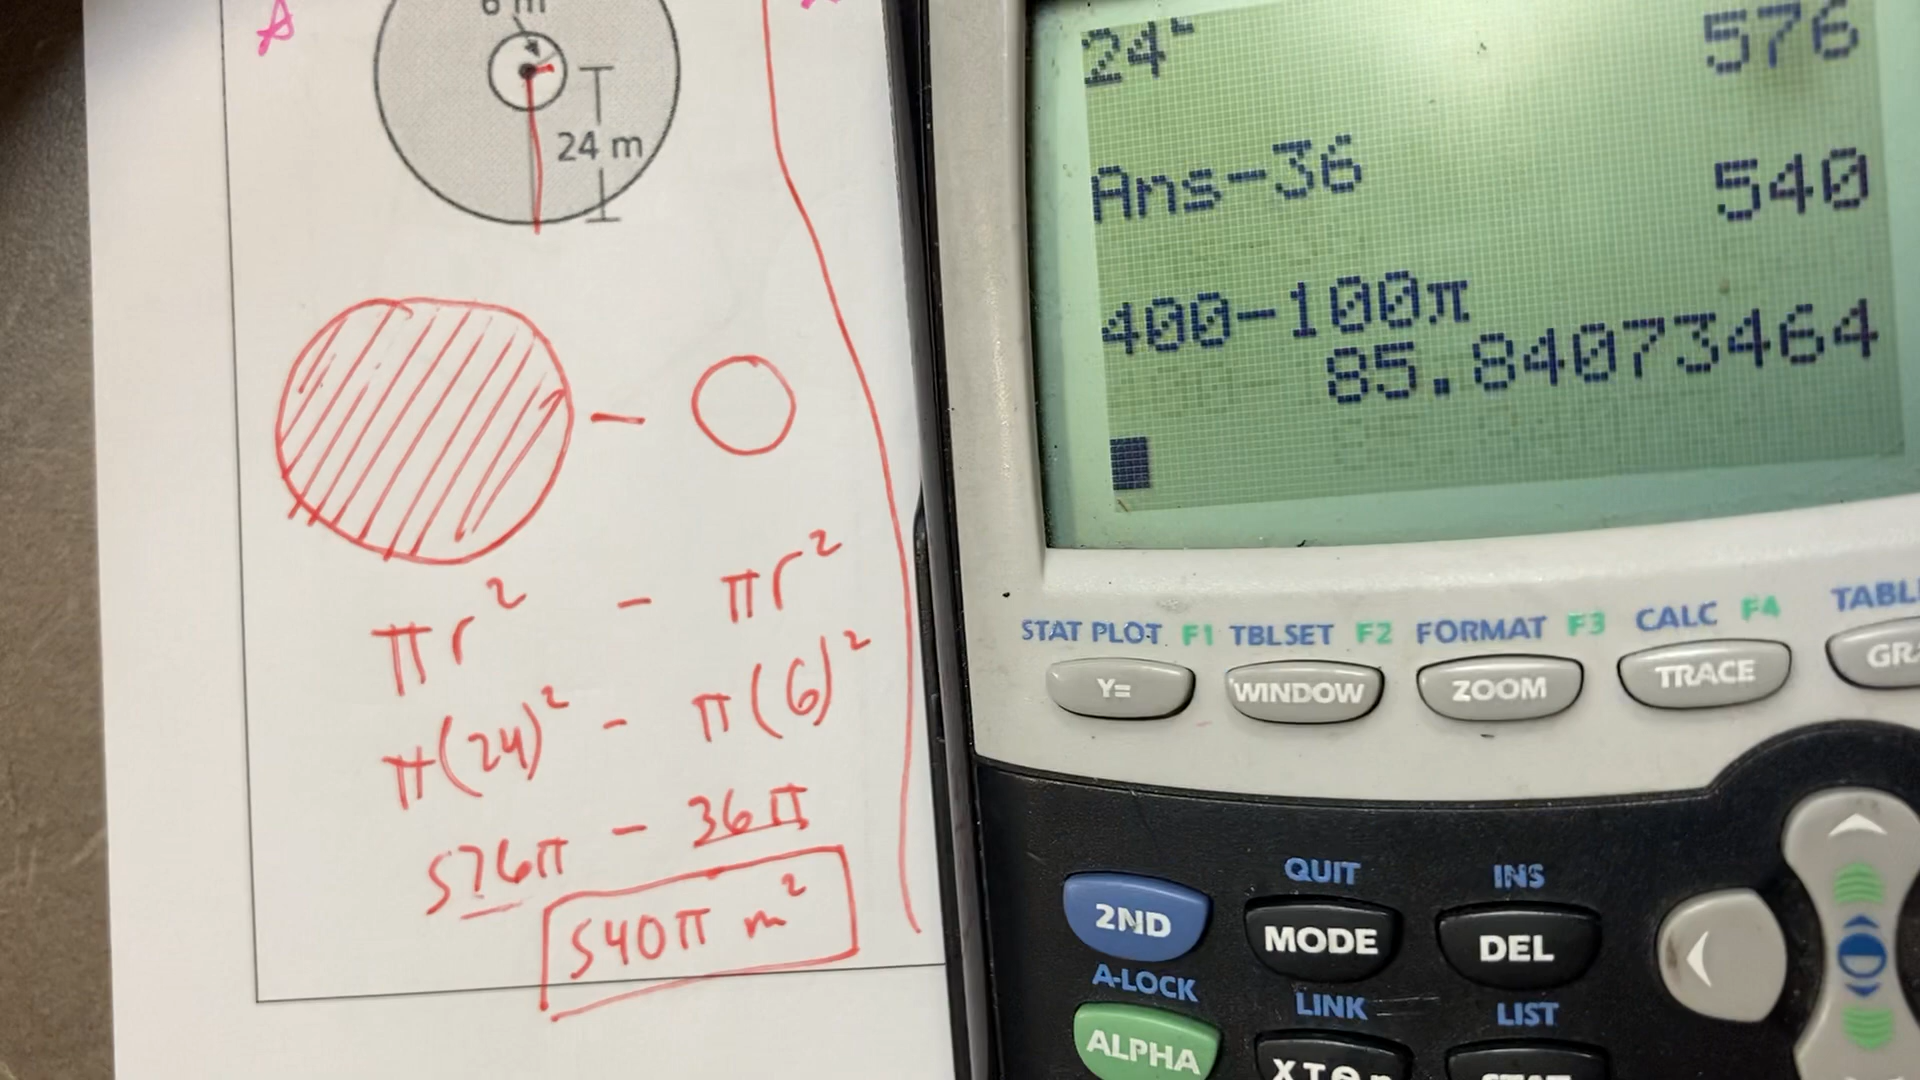 A
6 m
24 m
πr² - πr²
π(24)² - π(6)²
576π - 36π
540π m²
24² 576
Ans-36 540
400-100π
85.84073464
STAT PLOT F1 TBLSET F2 FORMAT F3 CALC F4 TABL
Y= WINDOW ZOOM TRACE GR
QUIT INS
2ND MODE DEL
A-LOCK LINK LIST
ALPHA